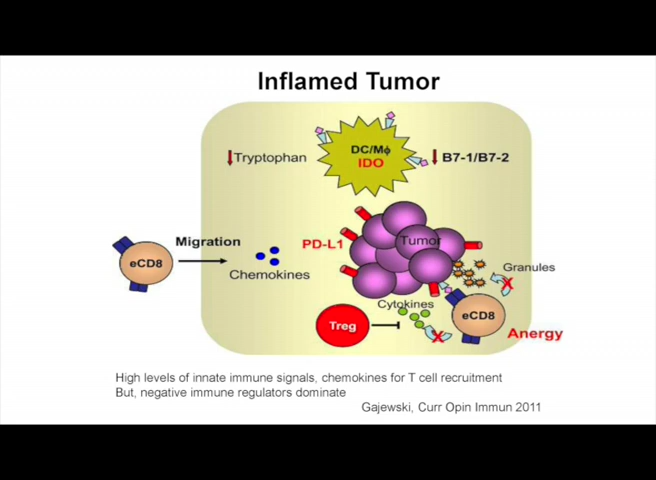 Inflamed Tumor
DC/Mϕ
IDO
Tryptophan
B7-1/B7-2
Migration
eCD8
Chemokines
PD-L1
Tumor
Granules
Cytokines
Treg
eCD8
Anergy
High levels of innate immune signals, chemokines for T cell recruitment
But, negative immune regulators dominate
Gajewski, Curr Opin Immun 2011